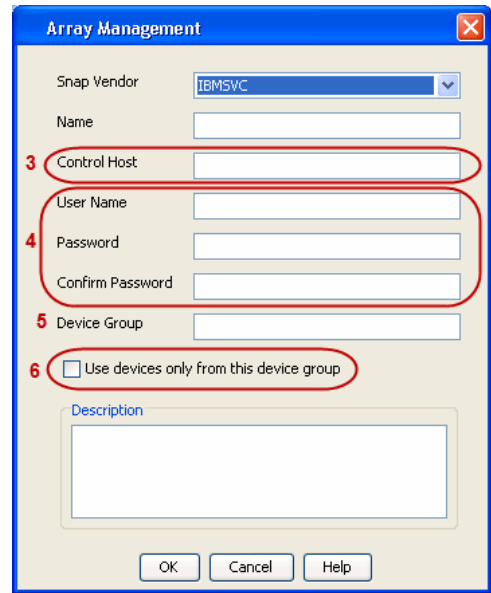 Array Management
Snap Vendor IBMSVC
Name
3 Control Host
User Name
4 Password
Confirm Password
5 Device Group
6 Use devices only from this device group
Description
OK Cancel Help